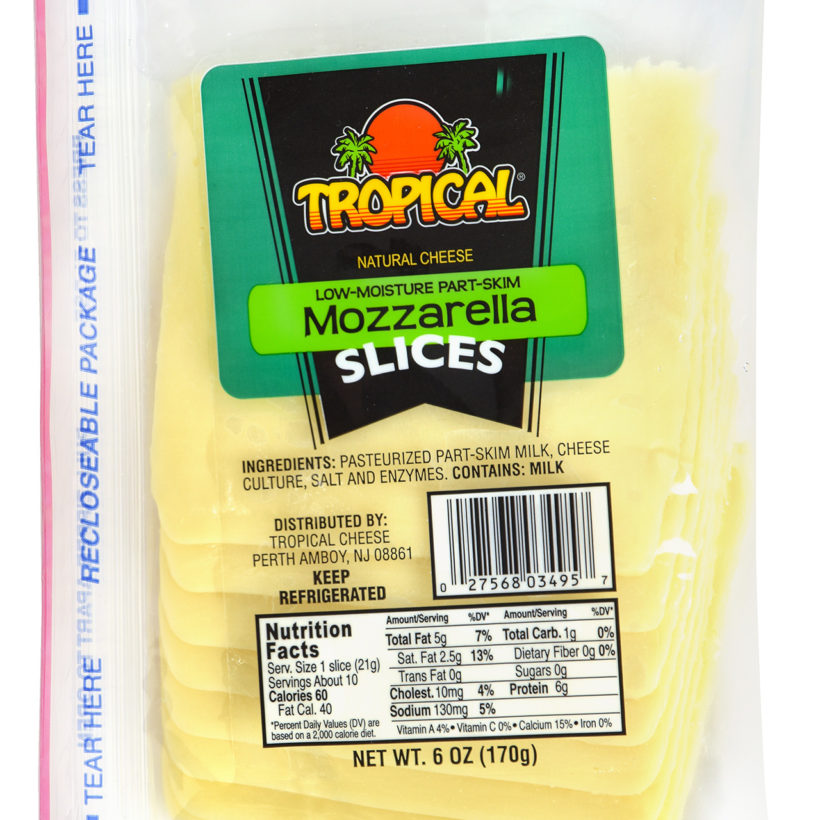 TROPICAL®
NATURAL CHEESE
LOW-MOISTURE PART-SKIM
Mozzarella
SLICES
INGREDIENTS: PASTEURIZED PART-SKIM MILK, CHEESE
CULTURE, SALT AND ENZYMES. CONTAINS: MILK
DISTRIBUTED BY:
TROPICAL CHEESE
PERTH AMBOY, NJ 08861
KEEP
REFRIGERATED
0 27568 03495 7
Nutrition
Facts
Serv. Size 1 slice (21g)
Servings About 10
Calories 60
Fat Cal. 40
*Percent Daily Values (DV) are
based on a 2,000 calorie diet.
Amount/Serving %DV* Amount/Serving %DV*
Total Fat 5g 7% Total Carb. 1g 0%
Sat. Fat 2.5g 13% Dietary Fiber 0g 0%
Trans Fat 0g Sugars 0g
Cholest. 10mg 4% Protein 6g
Sodium 130mg 5%
Vitamin A 4% • Vitamin C 0% • Calcium 15% • Iron 0%
NET WT. 6 OZ (170g)
TEAR HERE RECLOSEABLE PACKAGE TEAR HERE